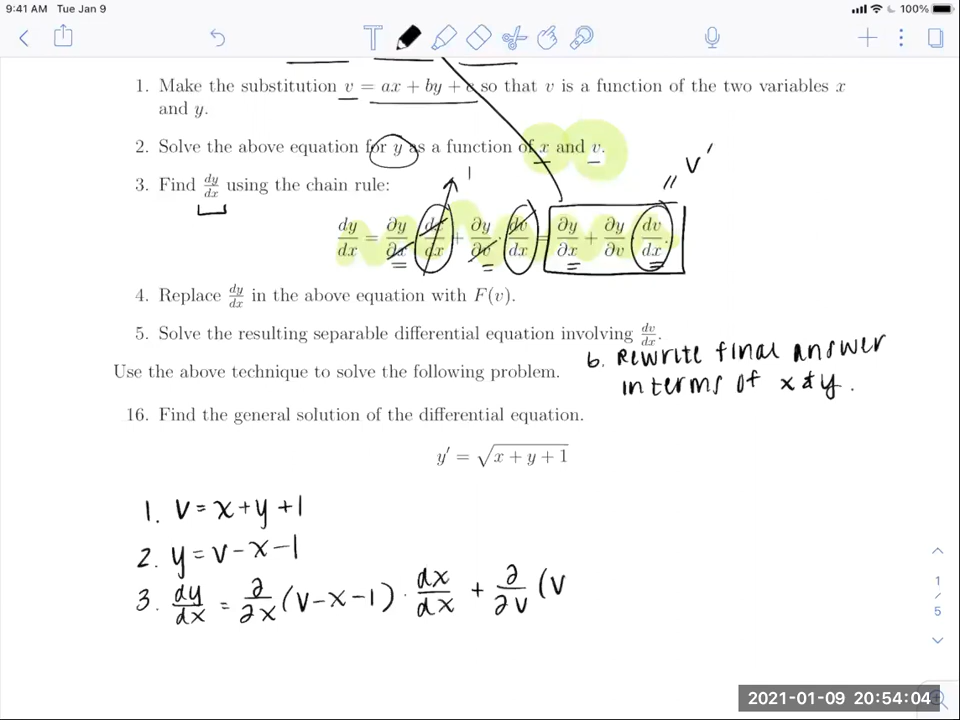 9:41 AM Tue Jan 9
100%
1. Make the substitution v = ax + by + c so that v is a function of the two variables x
and y.
2. Solve the above equation for y as a function of x and v.
v′
1
3. Find dy/dx using the chain rule:
dy/dx = ∂y/∂x · dx/dx + ∂y/∂v · dv/dx = ∂y/∂x + ∂y/∂v · dv/dx.
4. Replace dy/dx in the above equation with F(v).
5. Solve the resulting separable differential equation involving dv/dx.
6. Rewrite final answer
in terms of x & y.
Use the above technique to solve the following problem.
16. Find the general solution of the differential equation.
y′ = √(x + y + 1)
1. v = x + y + 1
2. y = v - x - 1
3. dy/dx = ∂/∂x (v - x - 1) · dx/dx + ∂/∂v (v
1
/
5
2021-01-09 20:54:04